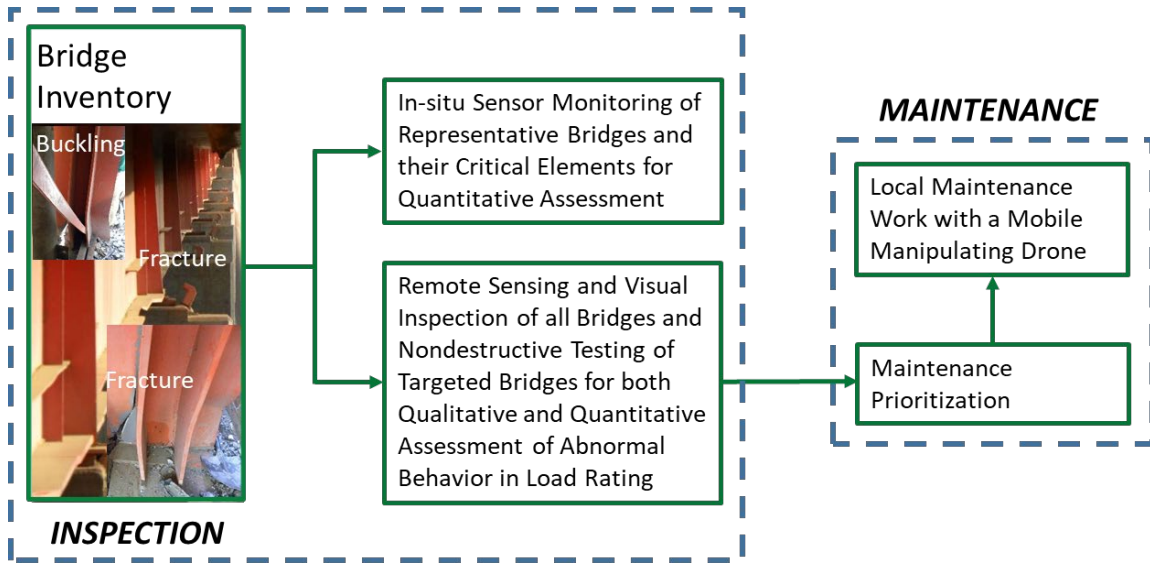 Bridge
Inventory
Buckling
Fracture
Fracture
INSPECTION
In-situ Sensor Monitoring of
Representative Bridges and
their Critical Elements for
Quantitative Assessment
Remote Sensing and Visual
Inspection of all Bridges and
Nondestructive Testing of
Targeted Bridges for both
Qualitative and Quantitative
Assessment of Abnormal
Behavior in Load Rating
MAINTENANCE
Local Maintenance
Work with a Mobile
Manipulating Drone
Maintenance
Prioritization